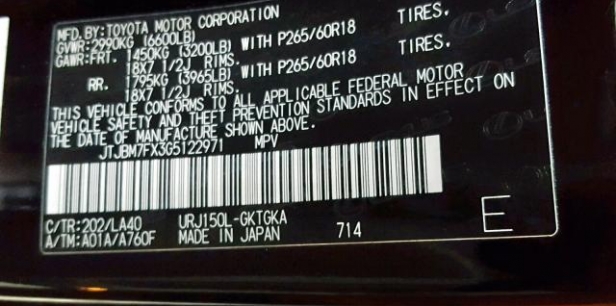 MFD. BY: TOYOTA MOTOR CORPORATION
GVWR: 2990KG (6600LB)
GAWR: FRT. 1450KG (3200LB) WITH P265/60R18 TIRES.
18X7 1/2J RIMS.
RR. 1795KG (3965LB) WITH P265/60R18 TIRES.
18X7 1/2J RIMS.
THIS VEHICLE CONFORMS TO ALL APPLICABLE FEDERAL MOTOR
VEHICLE SAFETY AND THEFT PREVENTION STANDARDS IN EFFECT ON
THE DATE OF MANUFACTURE SHOWN ABOVE.
JTJBM7FX3G5122971 MPV
C/TR: 202/LA40 URJ150L-GKTGKA
A/TM: A01A/A760F MADE IN JAPAN 714 E